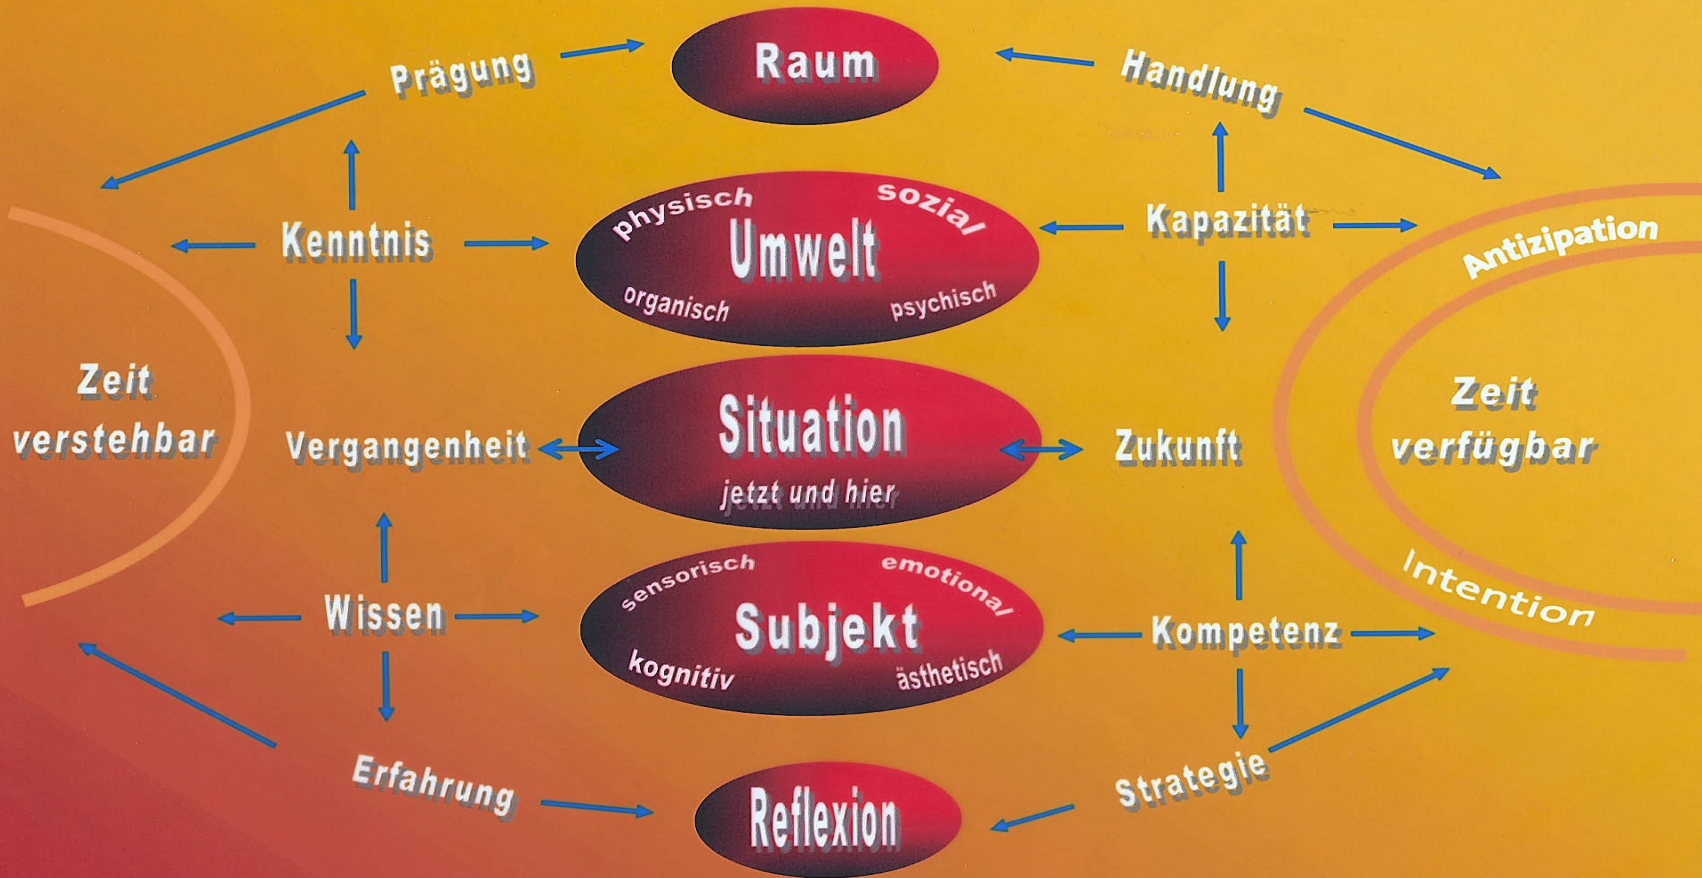 Prägung
Raum
Handlung
physisch
sozial
Kenntnis
Umwelt
Kapazität
organisch
psychisch
Antizipation
Zeit
verstehbar
Vergangenheit
Situation
jetzt und hier
Zukunft
Zeit
verfügbar
sensorisch
emotional
Wissen
Subjekt
Kompetenz
kognitiv
ästhetisch
Intention
Erfahrung
Reflexion
Strategie